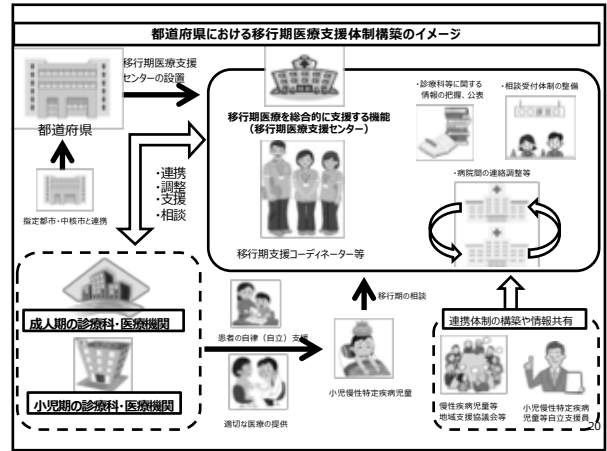 都道府県における移行期医療支援体制構築のイメージ
移行期医療支援
センターの設置
都道府県
移行期医療を総合的に支援する機能
（移行期医療支援センター）
・診療科等に関する
情報の把握、公表
・相談受付体制の整備
・連携
・調整
・支援
・相談
・病院間の連絡調整等
指定都市・中核市と連携
移行期支援コーディネーター等
成人期の診療科・医療機関
小児期の診療科・医療機関
患者の自律（自立）支援
適切な医療の提供
移行期の相談
小児慢性特定疾病児童
連携体制の構築や情報共有
慢性疾病児童等
地域支援協議会等
小児慢性特定疾病
児童等自立支援員
20